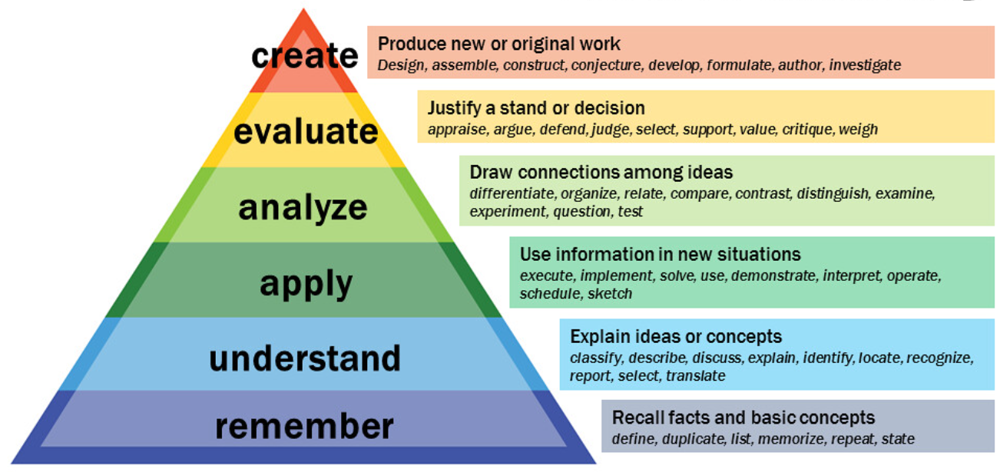 create
Produce new or original work
Design, assemble, construct, conjecture, develop, formulate, author, investigate
evaluate
Justify a stand or decision
appraise, argue, defend, judge, select, support, value, critique, weigh
analyze
Draw connections among ideas
differentiate, organize, relate, compare, contrast, distinguish, examine,
experiment, question, test
apply
Use information in new situations
execute, implement, solve, use, demonstrate, interpret, operate,
schedule, sketch
understand
Explain ideas or concepts
classify, describe, discuss, explain, identify, locate, recognize,
report, select, translate
remember
Recall facts and basic concepts
define, duplicate, list, memorize, repeat, state